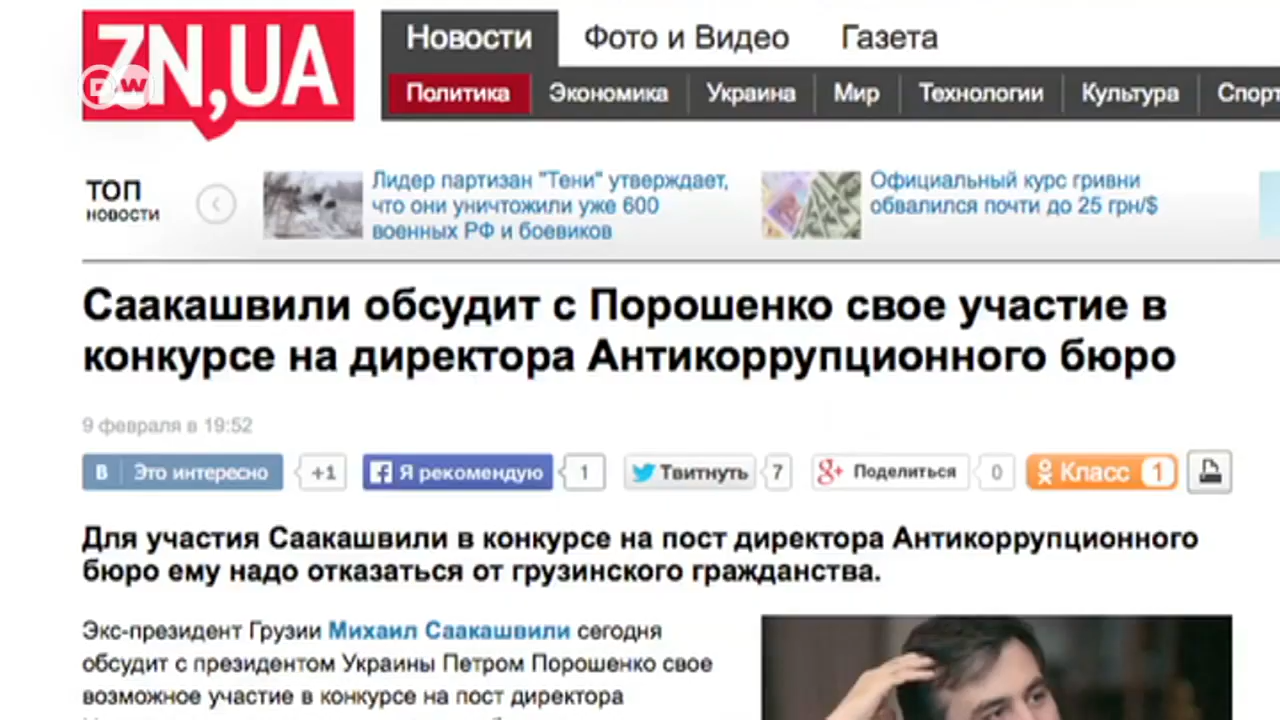 ZN,UA
DW
Новости
Фото и Видео
Газета
Политика
Экономика
Украина
Мир
Технологии
Культура
Спорт
ТОП
НОВОСТИ
Лидер партизан "Тени" утверждает,
что они уничтожили уже 600
военных РФ и боевиков
Официальный курс гривни
обвалился почти до 25 грн/$
Саакашвили обсудит с Порошенко свое участие в
конкурсе на директора Антикоррупционного бюро
9 февраля в 19:52
В Это интересно +1
Я рекомендую 1
Твитнуть 7
g+ Поделиться 0
Класс 1
Для участия Саакашвили в конкурсе на пост директора Антикоррупционного
бюро ему надо отказаться от грузинского гражданства.
Экс-президент Грузии Михаил Саакашвили сегодня
обсудит с президентом Украины Петром Порошенко свое
возможное участие в конкурсе на пост директора